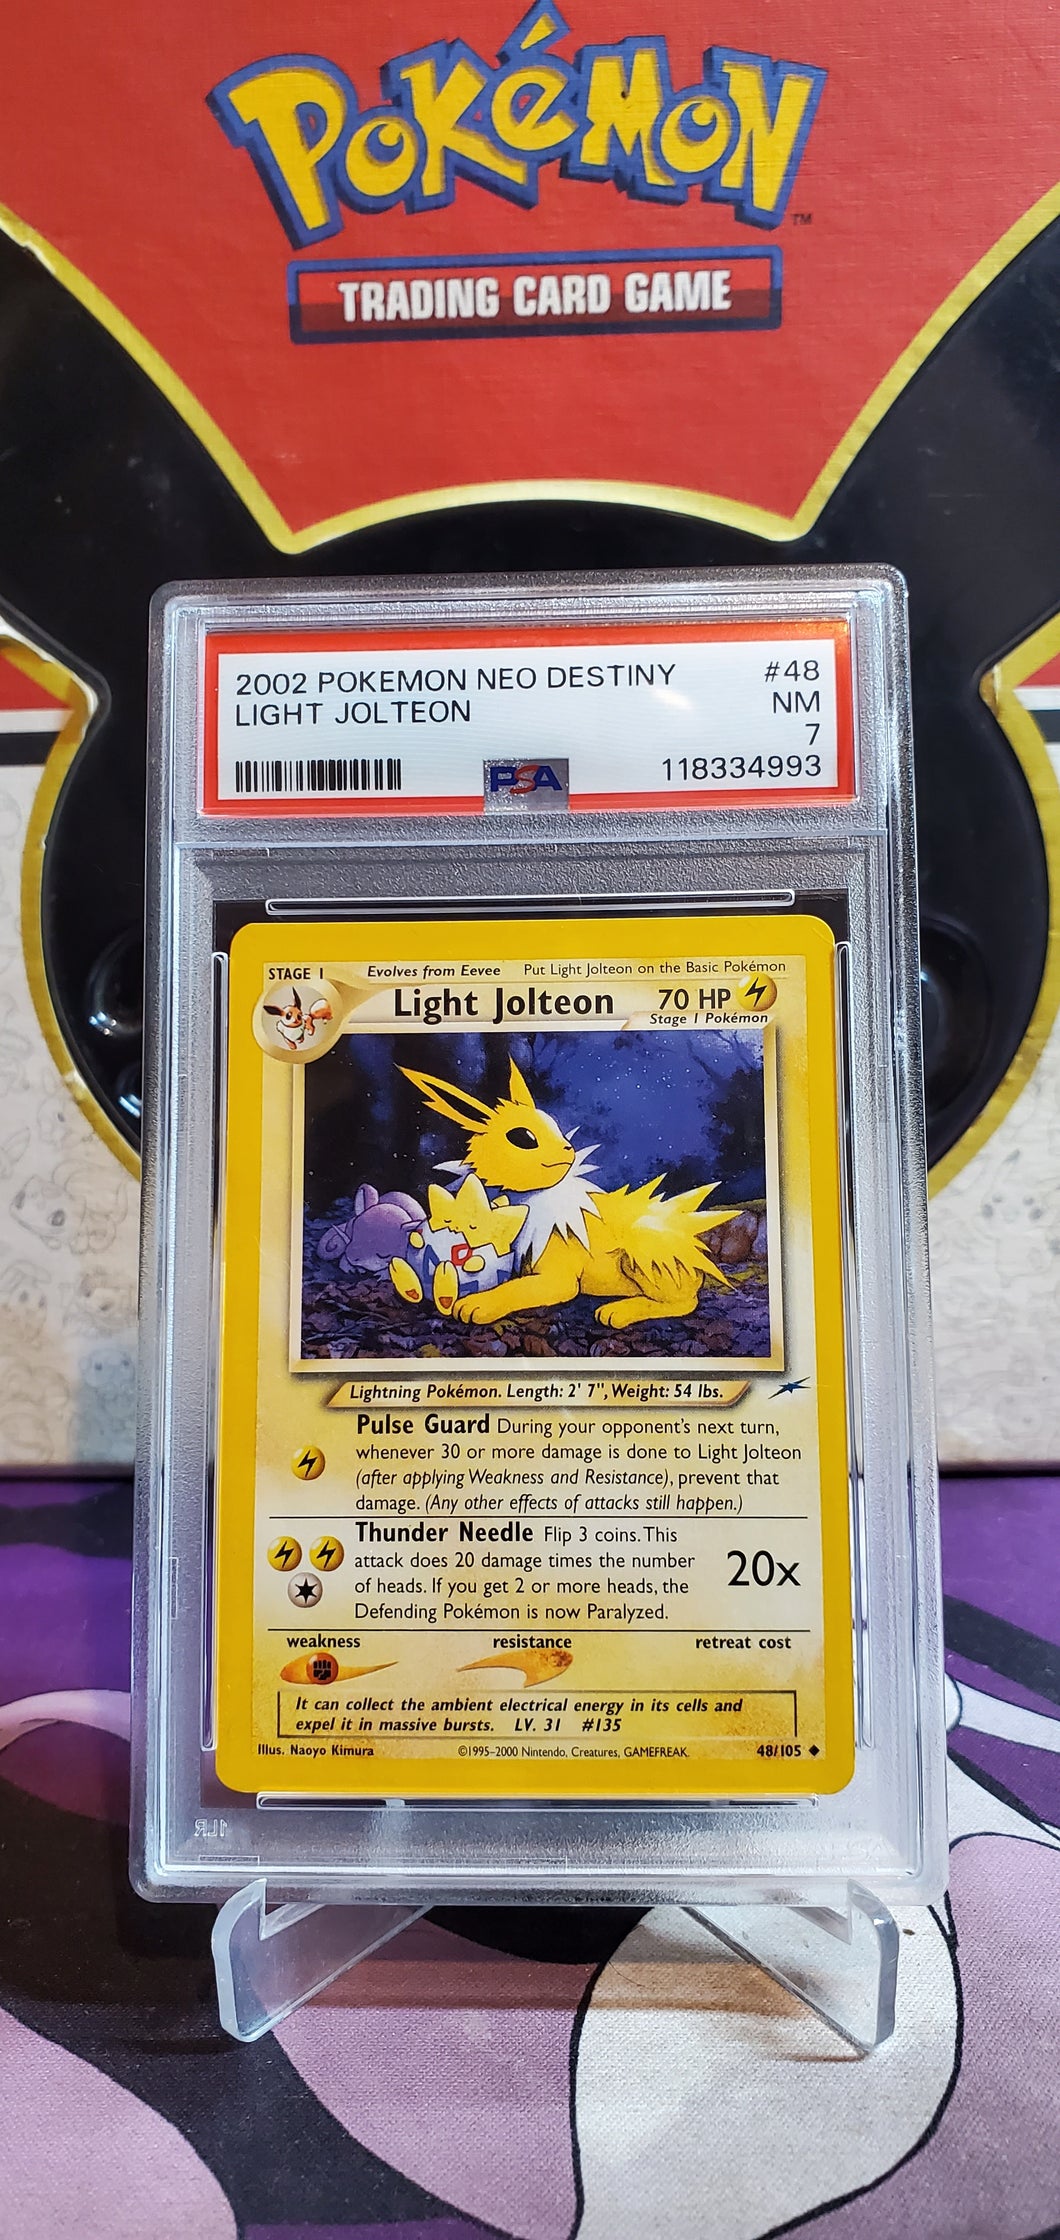 POKéMON
TM
TRADING CARD GAME
2002 POKEMON NEO DESTINY #48
LIGHT JOLTEON NM
7
PSA 118334993
STAGE 1 Evolves from Eevee Put Light Jolteon on the Basic Pokémon
Light Jolteon 70 HP
Stage 1 Pokémon
Lightning Pokémon. Length: 2' 7", Weight: 54 lbs.
Pulse Guard During your opponent's next turn,
whenever 30 or more damage is done to Light Jolteon
(after applying Weakness and Resistance), prevent that
damage. (Any other effects of attacks still happen.)
Thunder Needle Flip 3 coins. This
attack does 20 damage times the number
of heads. If you get 2 or more heads, the
Defending Pokémon is now Paralyzed.
20x
weakness resistance retreat cost
It can collect the ambient electrical energy in its cells and
expel it in massive bursts. LV. 31 #135
Illus. Naoyo Kimura ©1995-2000 Nintendo, Creatures, GAMEFREAK. 48/105
1LR